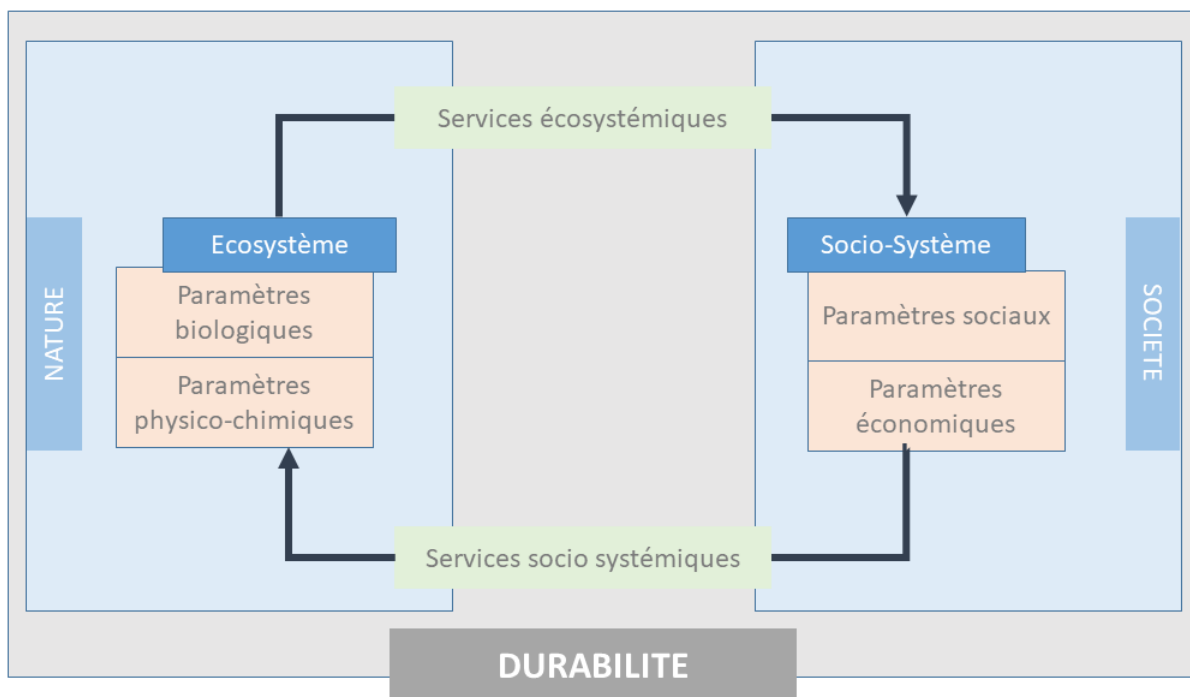 Services écosystémiques
Ecosystème
Paramètres
biologiques
Paramètres
physico-chimiques
NATURE
Socio-Système
Paramètres sociaux
Paramètres
économiques
SOCIETE
Services socio systémiques
DURABILITE